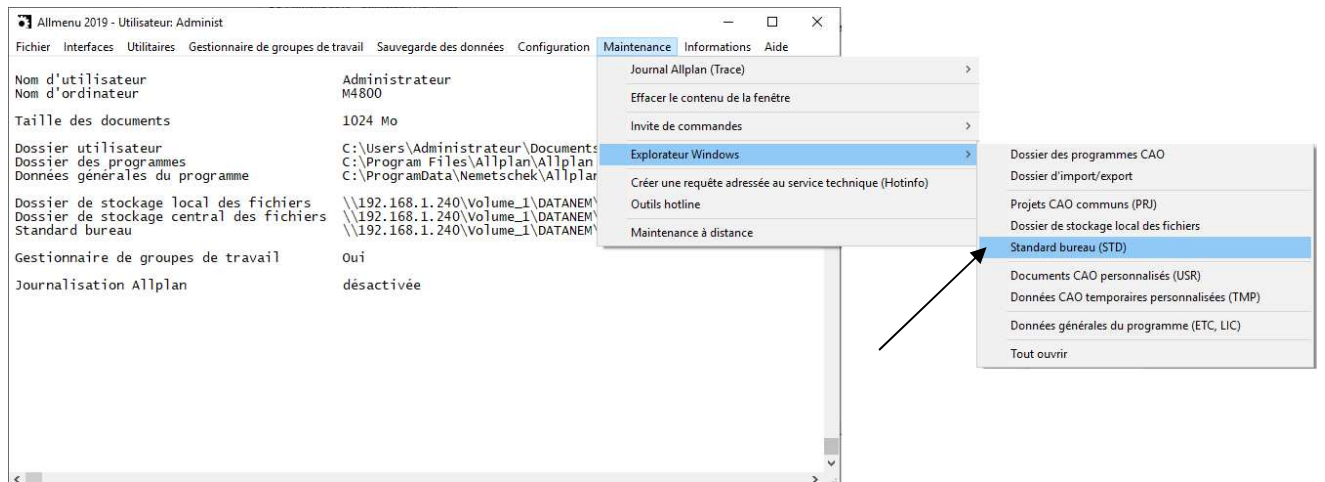 Allmenu 2019 - Utilisateur: Administ
Fichier Interfaces Utilitaires Gestionnaire de groupes de travail Sauvegarde des données Configuration Maintenance Informations Aide
Nom d'utilisateur Administrateur
Nom d'ordinateur M4800
Taille des documents 1024 Mo
Dossier utilisateur C:\Users\Administrateur\Documents
Dossier des programmes C:\Program Files\Allplan\Allplan
Données générales du programme C:\ProgramData\Nemetschek\Allplan
Dossier de stockage local des fichiers \\192.168.1.240\Volume_1\DATANEM\
Dossier de stockage central des fichiers \\192.168.1.240\Volume_1\DATANEM\
Standard bureau \\192.168.1.240\Volume_1\DATANEM\
Gestionnaire de groupes de travail Oui
Journalisation Allplan désactivée
Journal Allplan (Trace)
Effacer le contenu de la fenêtre
Invite de commandes
Explorateur Windows
Créer une requête adressée au service technique (Hotinfo)
Outils hotline
Maintenance à distance
Dossier des programmes CAO
Dossier d'import/export
Projets CAO communs (PRJ)
Dossier de stockage local des fichiers
Standard bureau (STD)
Documents CAO personnalisés (USR)
Données CAO temporaires personnalisées (TMP)
Données générales du programme (ETC, LIC)
Tout ouvrir